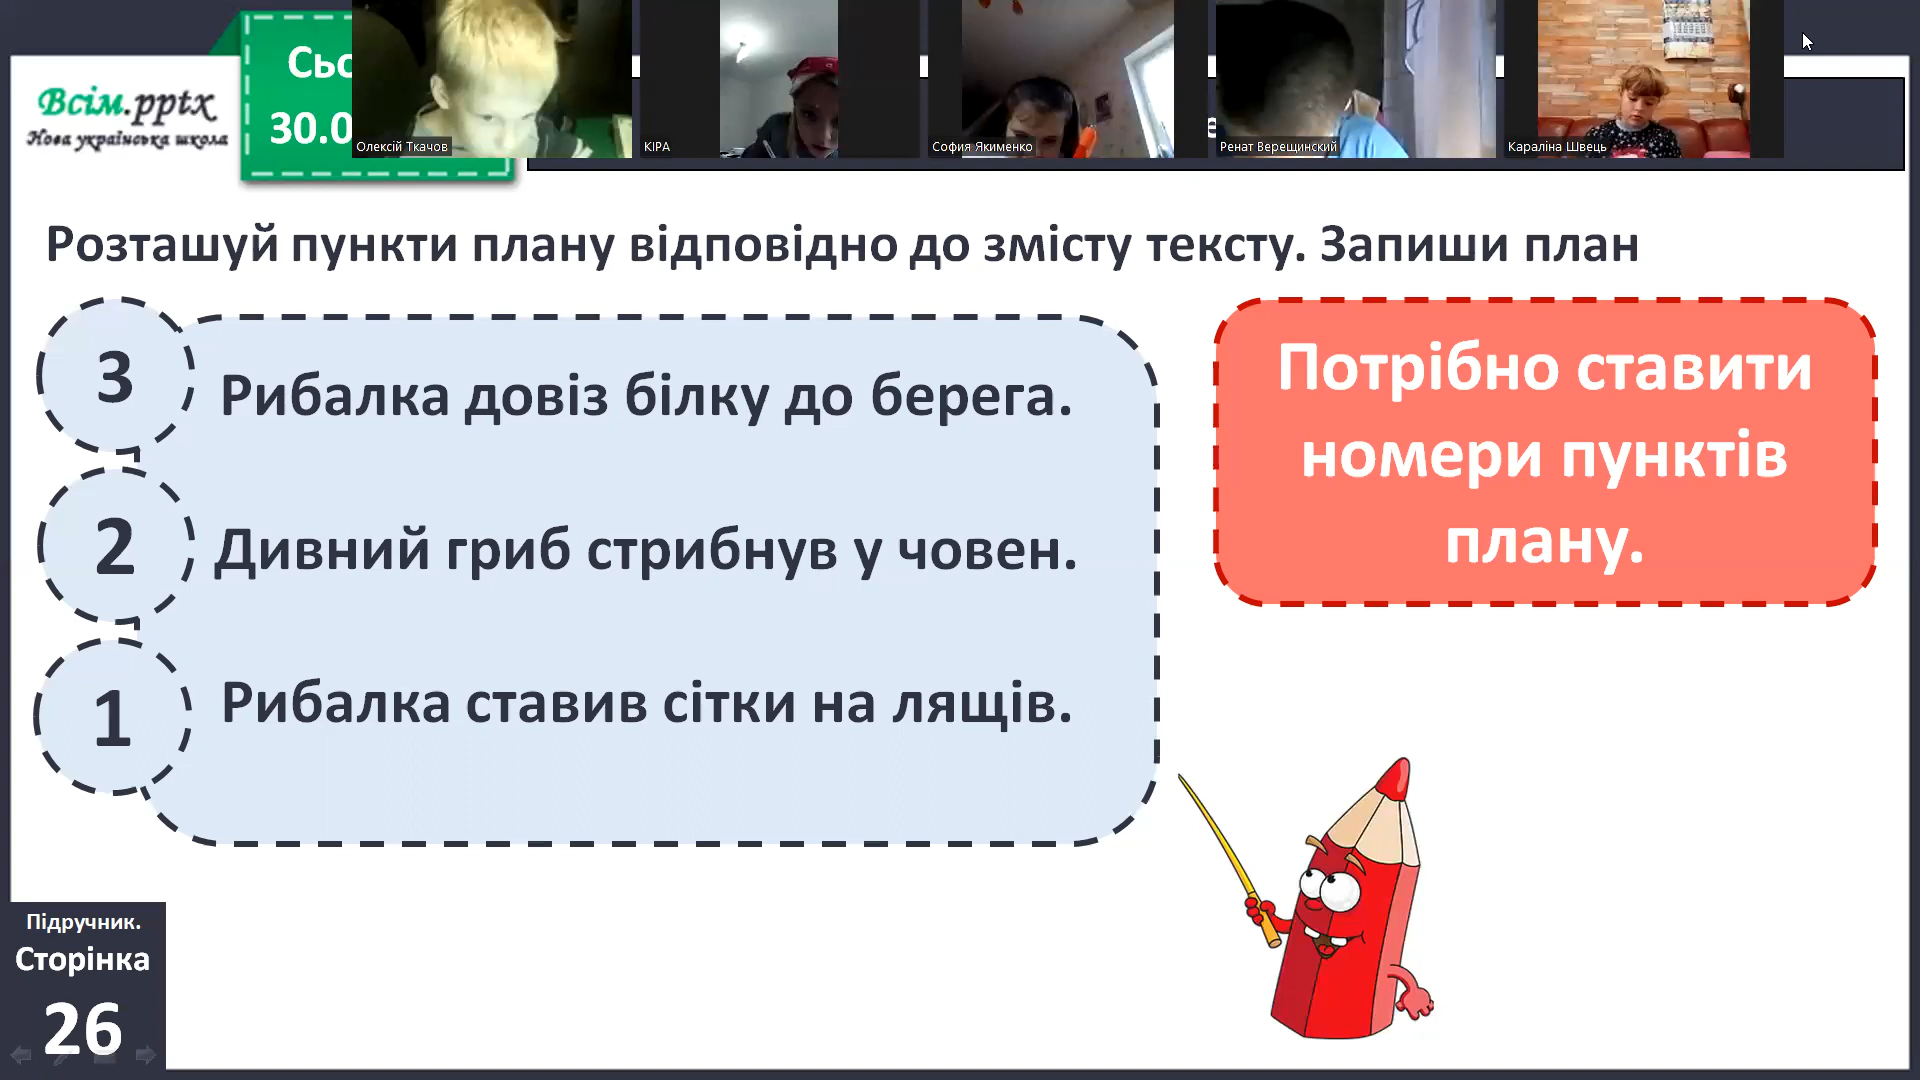 Всім.pptx
Нова українська школа
Сьо
30.0
Олексій Ткачов
КІРА
София Якименко
Ренат Верещинский
Караліна Швець
Розташуй пункти плану відповідно до змісту тексту. Запиши план
3
Рибалка довіз білку до берега.
2
Дивний гриб стрибнув у човен.
1
Рибалка ставив сітки на лящів.
Потрібно ставити
номери пунктів
плану.
Підручник.
Сторінка
26